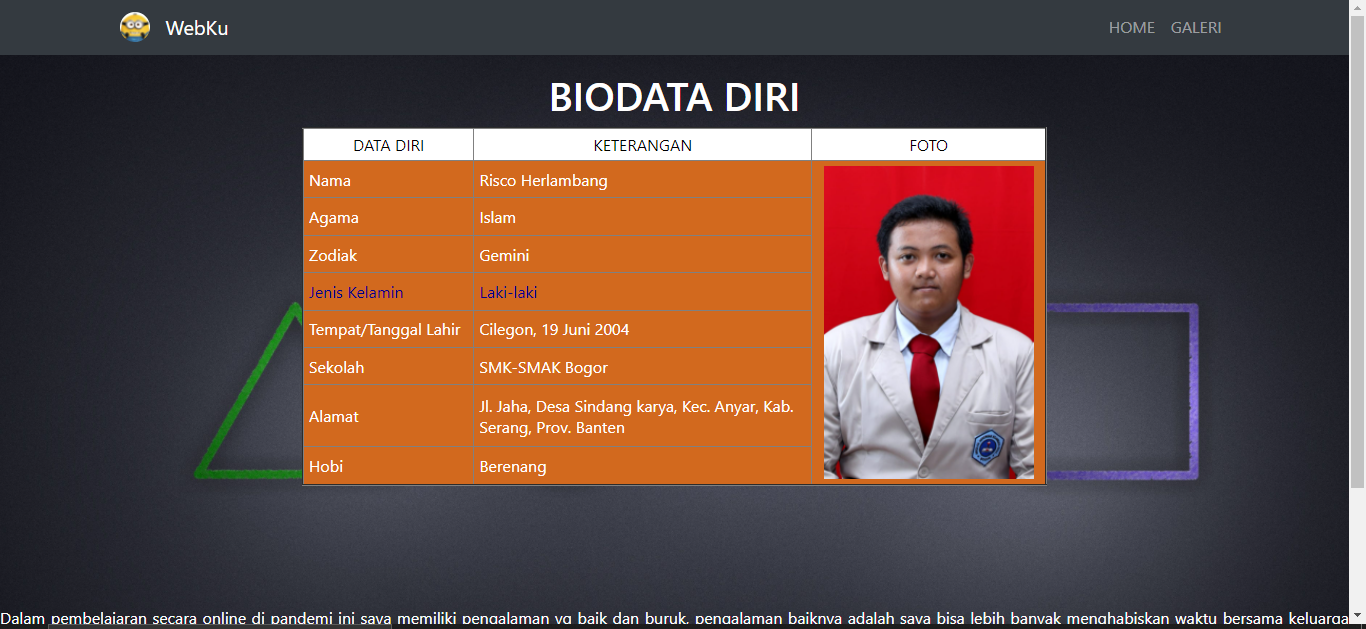 WebKu
HOME GALERI
BIODATA DIRI
DATA DIRI KETERANGAN FOTO
Nama Risco Herlambang
Agama Islam
Zodiak Gemini
Jenis Kelamin Laki-laki
Tempat/Tanggal Lahir Cilegon, 19 Juni 2004
Sekolah SMK-SMAK Bogor
Alamat Jl. Jaha, Desa Sindang karya, Kec. Anyar, Kab.
Serang, Prov. Banten
Hobi Berenang
Dalam pembelajaran secara online di pandemi ini saya memiliki pengalaman yg baik dan buruk, pengalaman baiknya adalah saya bisa lebih banyak menghabiskan waktu bersama keluarga